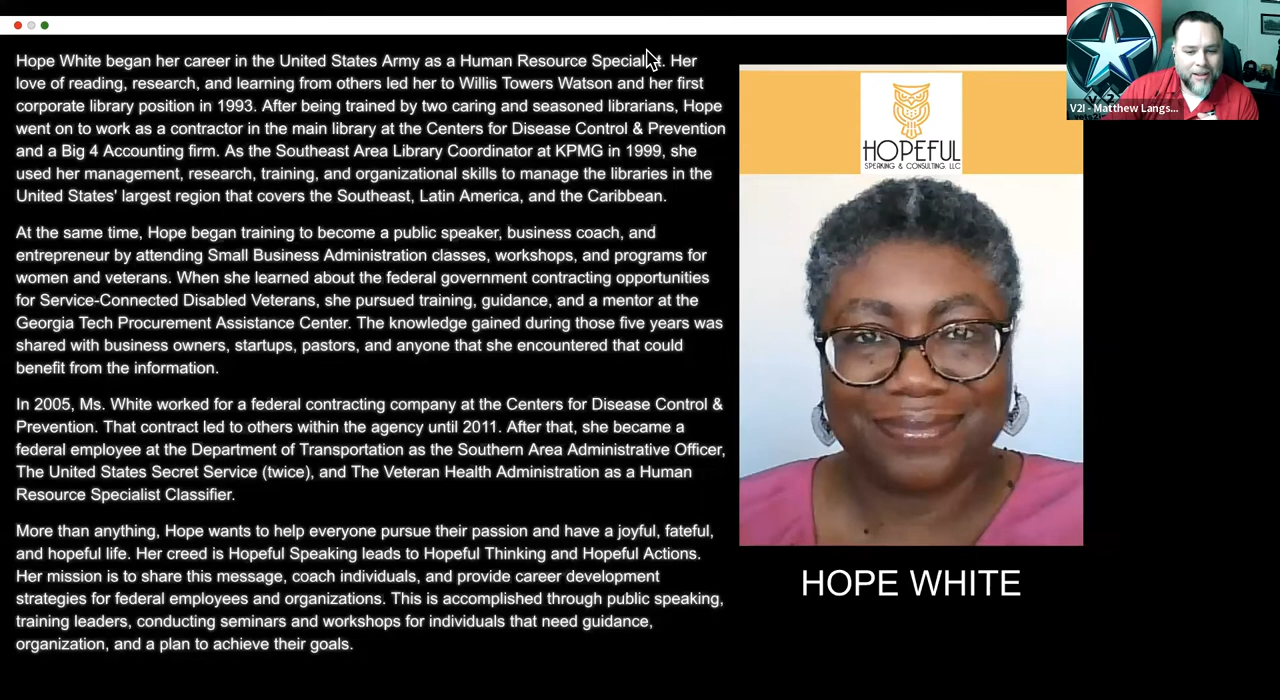 Hope White began her career in the United States Army as a Human Resource Specialist. Her
love of reading, research, and learning from others led her to Willis Towers Watson and her first
corporate library position in 1993. After being trained by two caring and seasoned librarians, Hope
went on to work as a contractor in the main library at the Centers for Disease Control & Prevention
and a Big 4 Accounting firm. As the Southeast Area Library Coordinator at KPMG in 1999, she
used her management, research, training, and organizational skills to manage the libraries in the
United States' largest region that covers the Southeast, Latin America, and the Caribbean.
At the same time, Hope began training to become a public speaker, business coach, and
entrepreneur by attending Small Business Administration classes, workshops, and programs for
women and veterans. When she learned about the federal government contracting opportunities
for Service-Connected Disabled Veterans, she pursued training, guidance, and a mentor at the
Georgia Tech Procurement Assistance Center. The knowledge gained during those five years was
shared with business owners, startups, pastors, and anyone that she encountered that could
benefit from the information.
In 2005, Ms. White worked for a federal contracting company at the Centers for Disease Control &
Prevention. That contract led to others within the agency until 2011. After that, she became a
federal employee at the Department of Transportation as the Southern Area Administrative Officer,
The United States Secret Service (twice), and The Veteran Health Administration as a Human
Resource Specialist Classifier.
More than anything, Hope wants to help everyone pursue their passion and have a joyful, fateful,
and hopeful life. Her creed is Hopeful Speaking leads to Hopeful Thinking and Hopeful Actions.
Her mission is to share this message, coach individuals, and provide career development
strategies for federal employees and organizations. This is accomplished through public speaking,
training leaders, conducting seminars and workshops for individuals that need guidance,
organization, and a plan to achieve their goals.
HOPEFUL
SPEAKING & CONSULTING, LLC
HOPE WHITE
V2I - Matthew Langs...